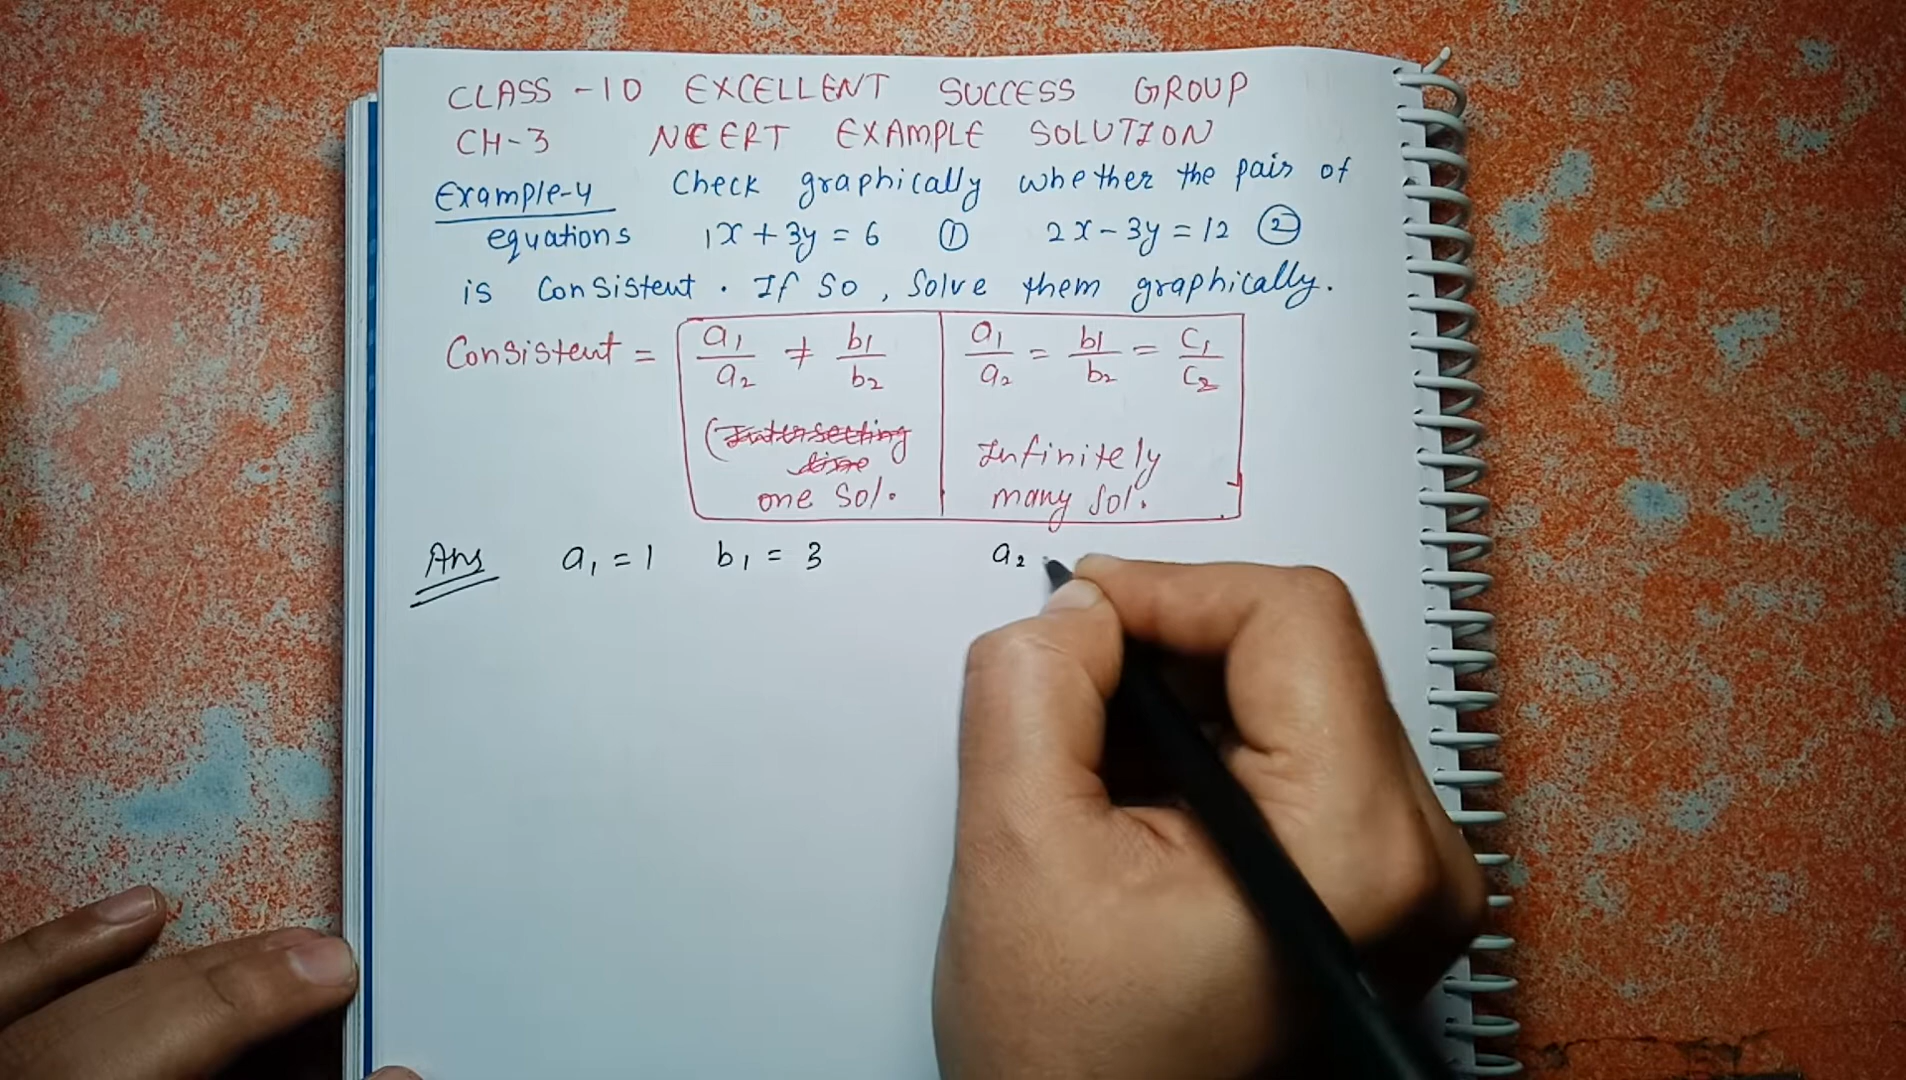 CLASS - 10 EXCELLENT SUCCESS GROUP
CH-3 NCERT EXAMPLE SOLUTION
Example-4 Check graphically whether the pair of
equations 1x + 3y = 6 ① 2x - 3y = 12 ②
is Consistent. If so, Solve them graphically.
Consistent = a₁/a₂ ≠ b₁/b₂ a₁/a₂ = b₁/b₂ = c₁/c₂
(Intersecting
line
one Sol. Infinitely
many Sol.
Ans a₁ = 1 b₁ = 3 a₂